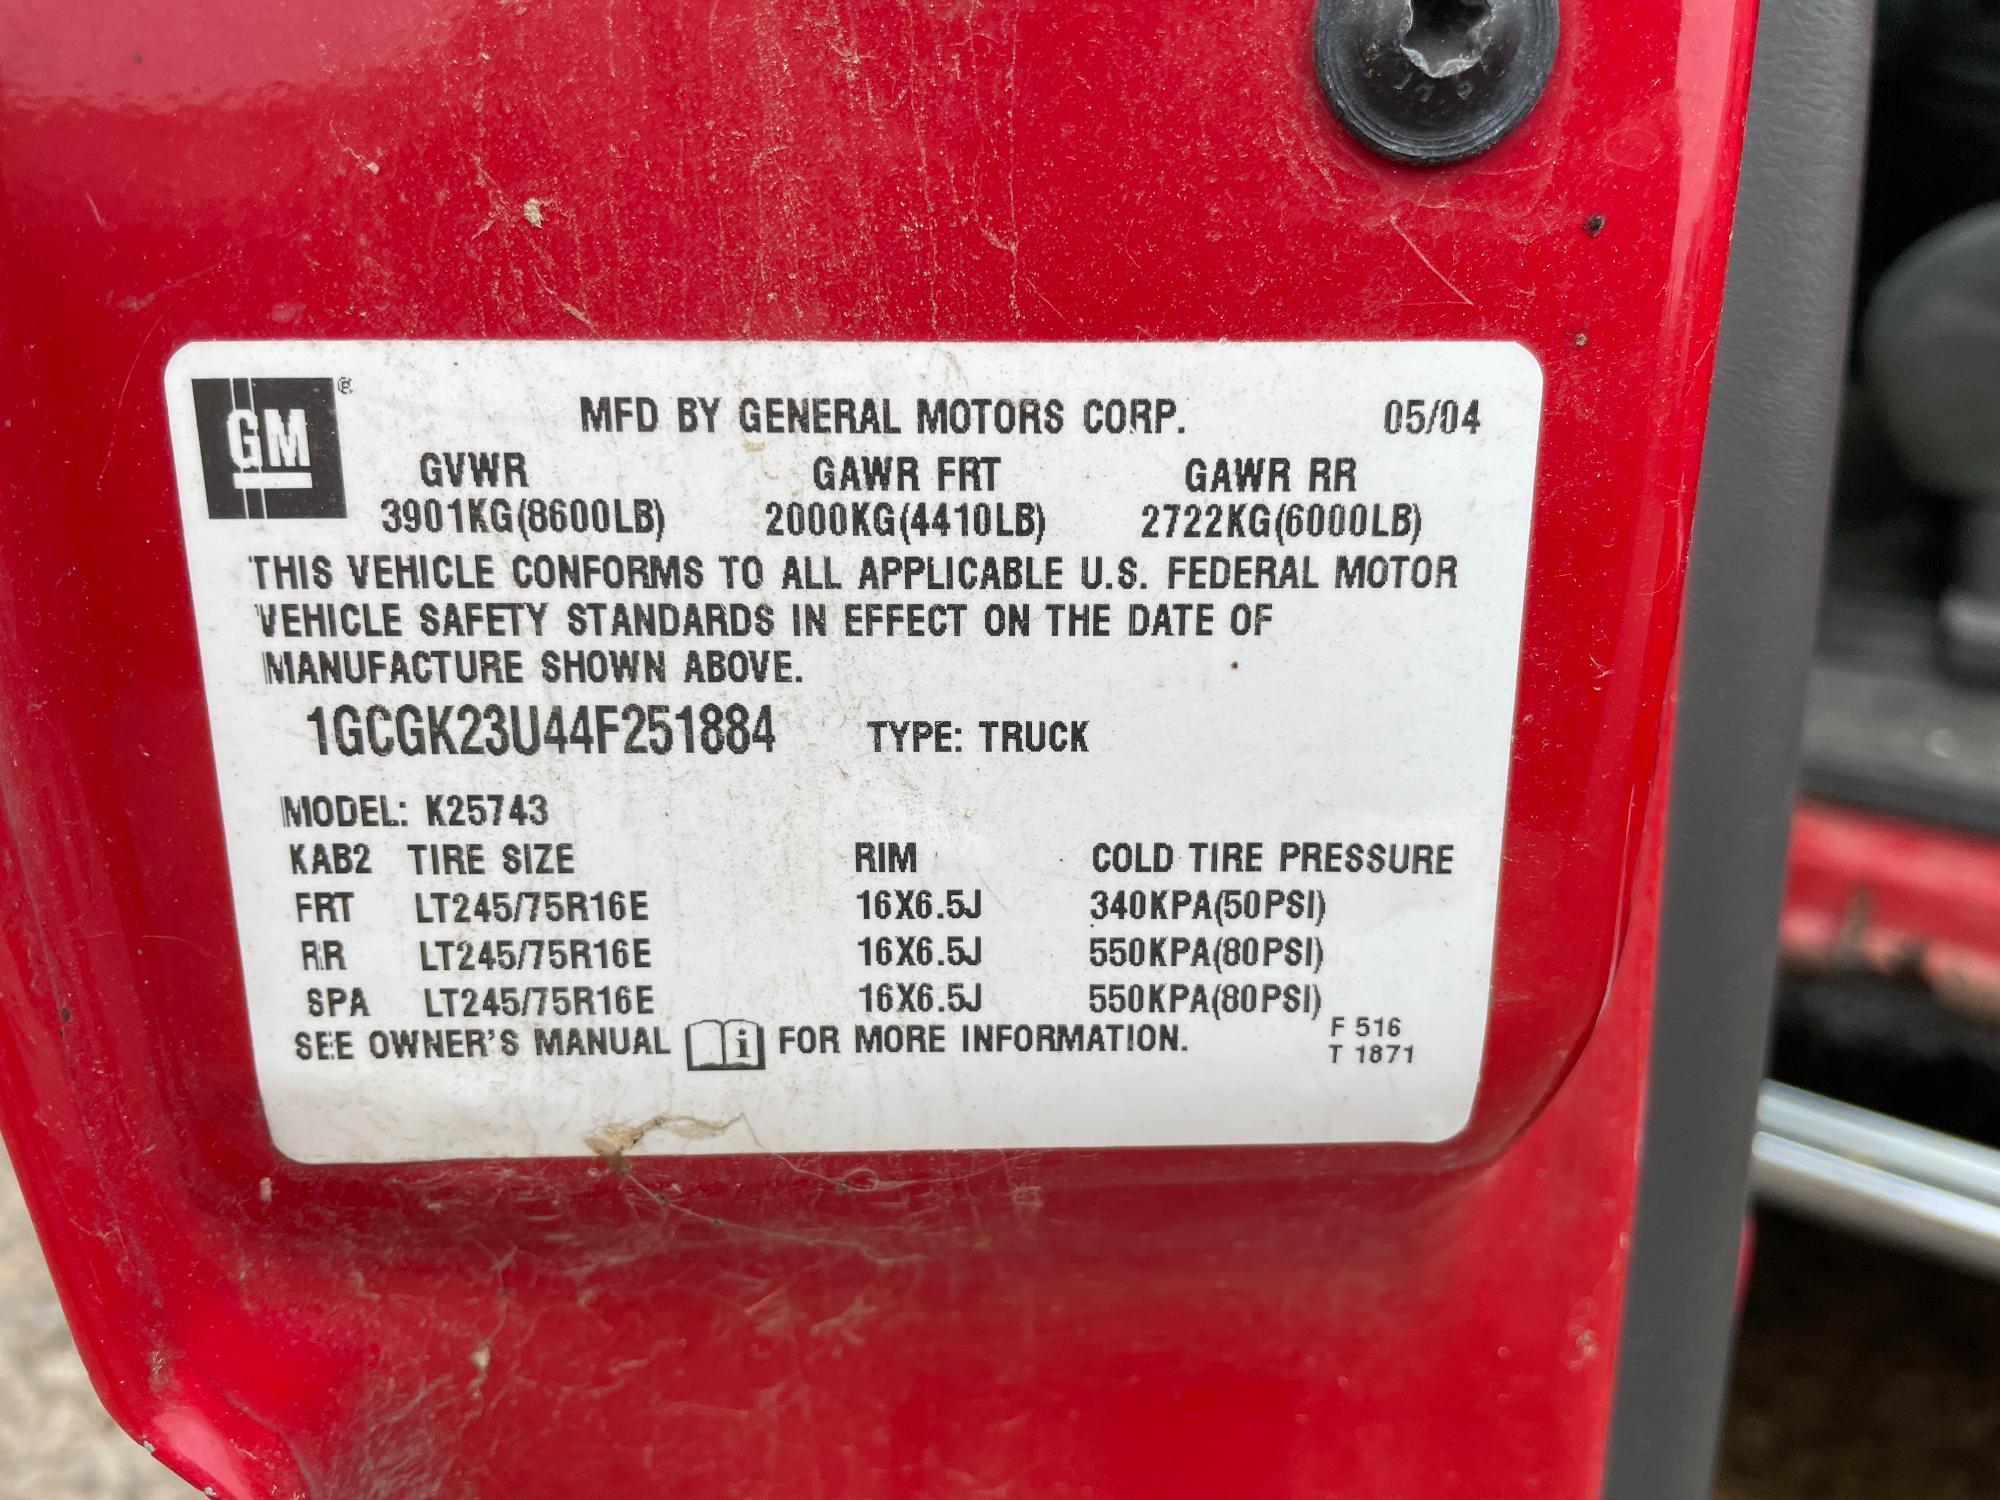 GM ®
MFD BY GENERAL MOTORS CORP. 05/04
GVWR GAWR FRT GAWR RR
3901KG(8600LB) 2000KG(4410LB) 2722KG(6000LB)
THIS VEHICLE CONFORMS TO ALL APPLICABLE U.S. FEDERAL MOTOR
VEHICLE SAFETY STANDARDS IN EFFECT ON THE DATE OF
MANUFACTURE SHOWN ABOVE.
1GCGK23U44F251884 TYPE: TRUCK
MODEL: K25743
KAB2 TIRE SIZE RIM COLD TIRE PRESSURE
FRT LT245/75R16E 16X6.5J 340KPA(50PSI)
RR LT245/75R16E 16X6.5J 550KPA(80PSI)
SPA LT245/75R16E 16X6.5J 550KPA(80PSI)
SEE OWNER'S MANUAL i FOR MORE INFORMATION.
F 516
T 1871